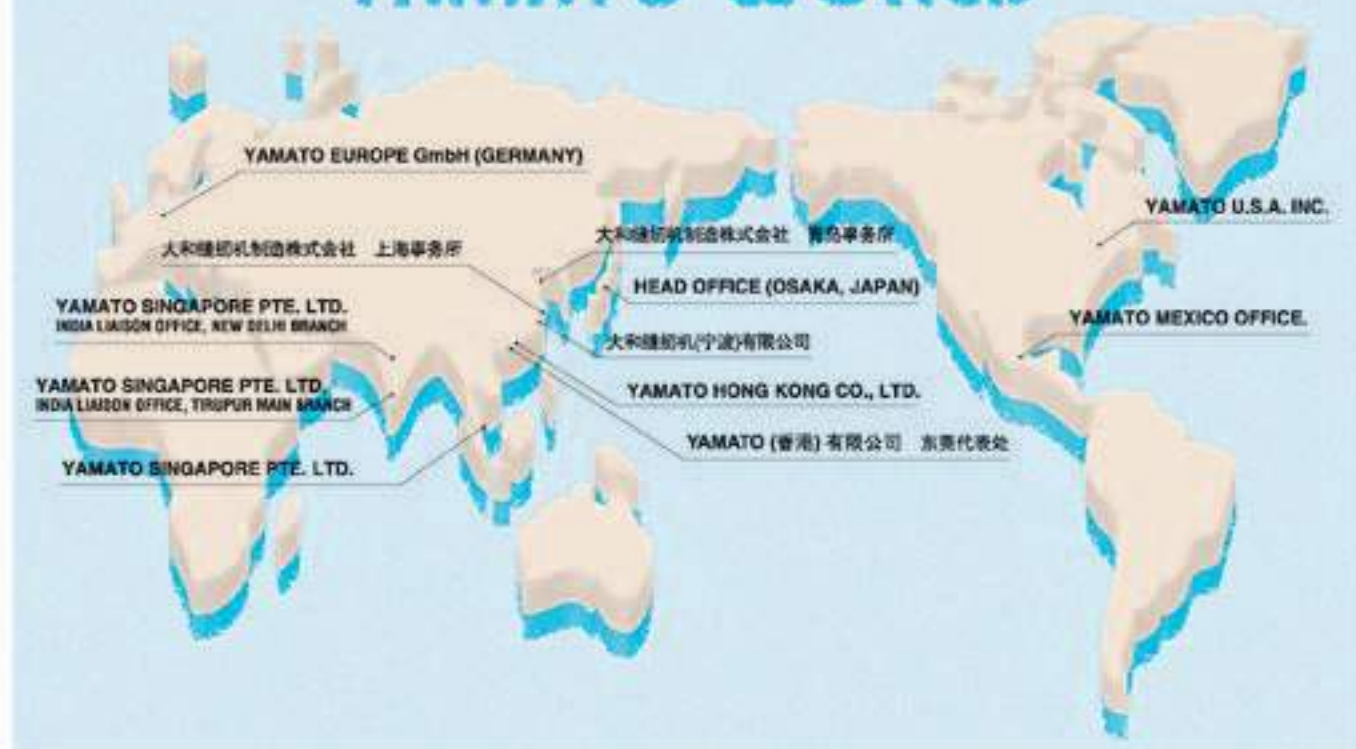 YAMATO WORLD
YAMATO EUROPE GmbH (GERMANY)
YAMATO U.S.A. INC.
大和缝纫机制造株式会社 上海事务所
大和缝纫机制造株式会社 青岛事务所
HEAD OFFICE (OSAKA, JAPAN)
YAMATO SINGAPORE PTE. LTD.
INDIA LIAISON OFFICE, NEW DELHI BRANCH
YAMATO MEXICO OFFICE.
大和缝纫机(宁波)有限公司
YAMATO SINGAPORE PTE. LTD.
INDIA LIAISON OFFICE, TIRUPUR MAIN BRANCH
YAMATO HONG KONG CO., LTD.
YAMATO (香港) 有限公司 东莞代表处
YAMATO SINGAPORE PTE. LTD.